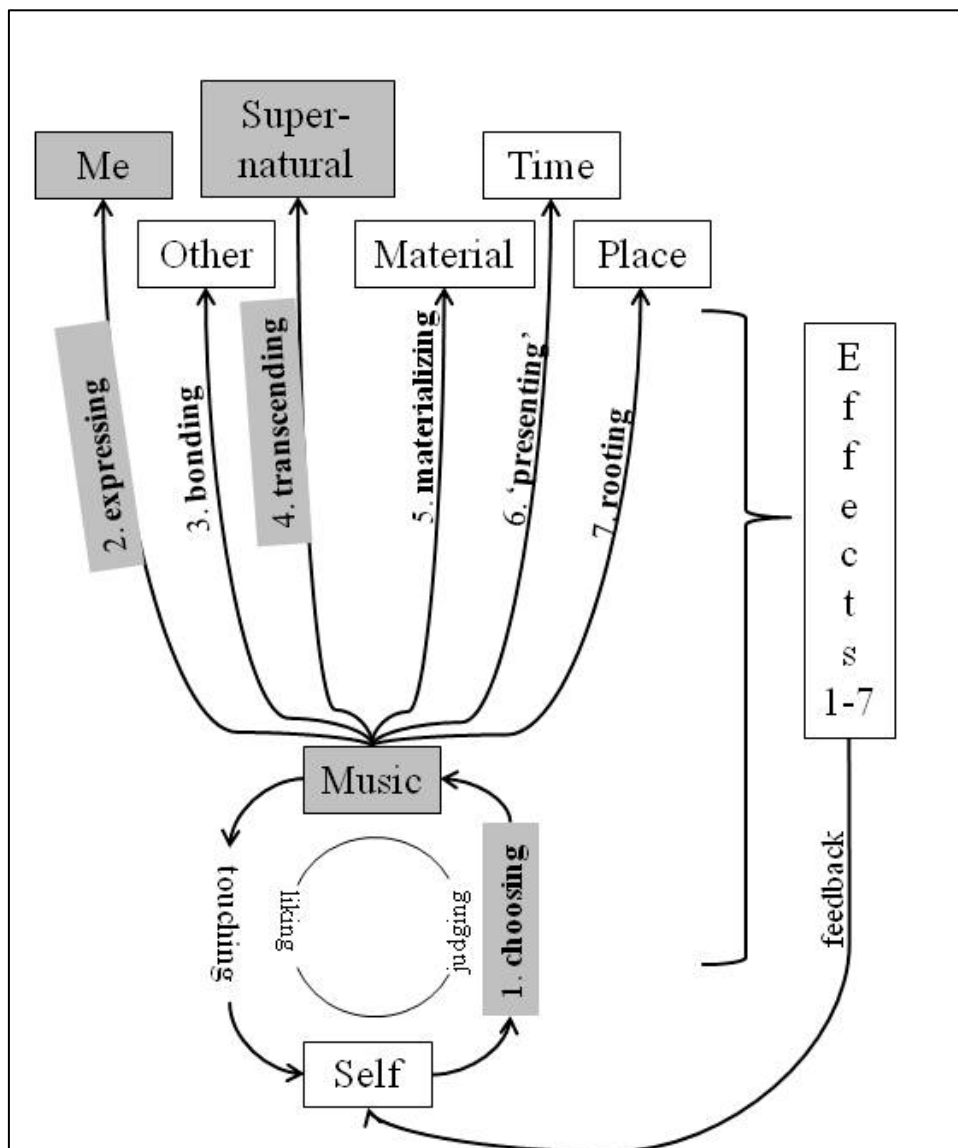 Super-
natural
Me
Time
Other
Material
Place
2. expressing
3. bonding
4. transcending
5. materializing
6. ‘presenting’
7. rooting
E
f
f
e
c
t
s
1-7
Music
touching
liking
judging
1. choosing
feedback
Self